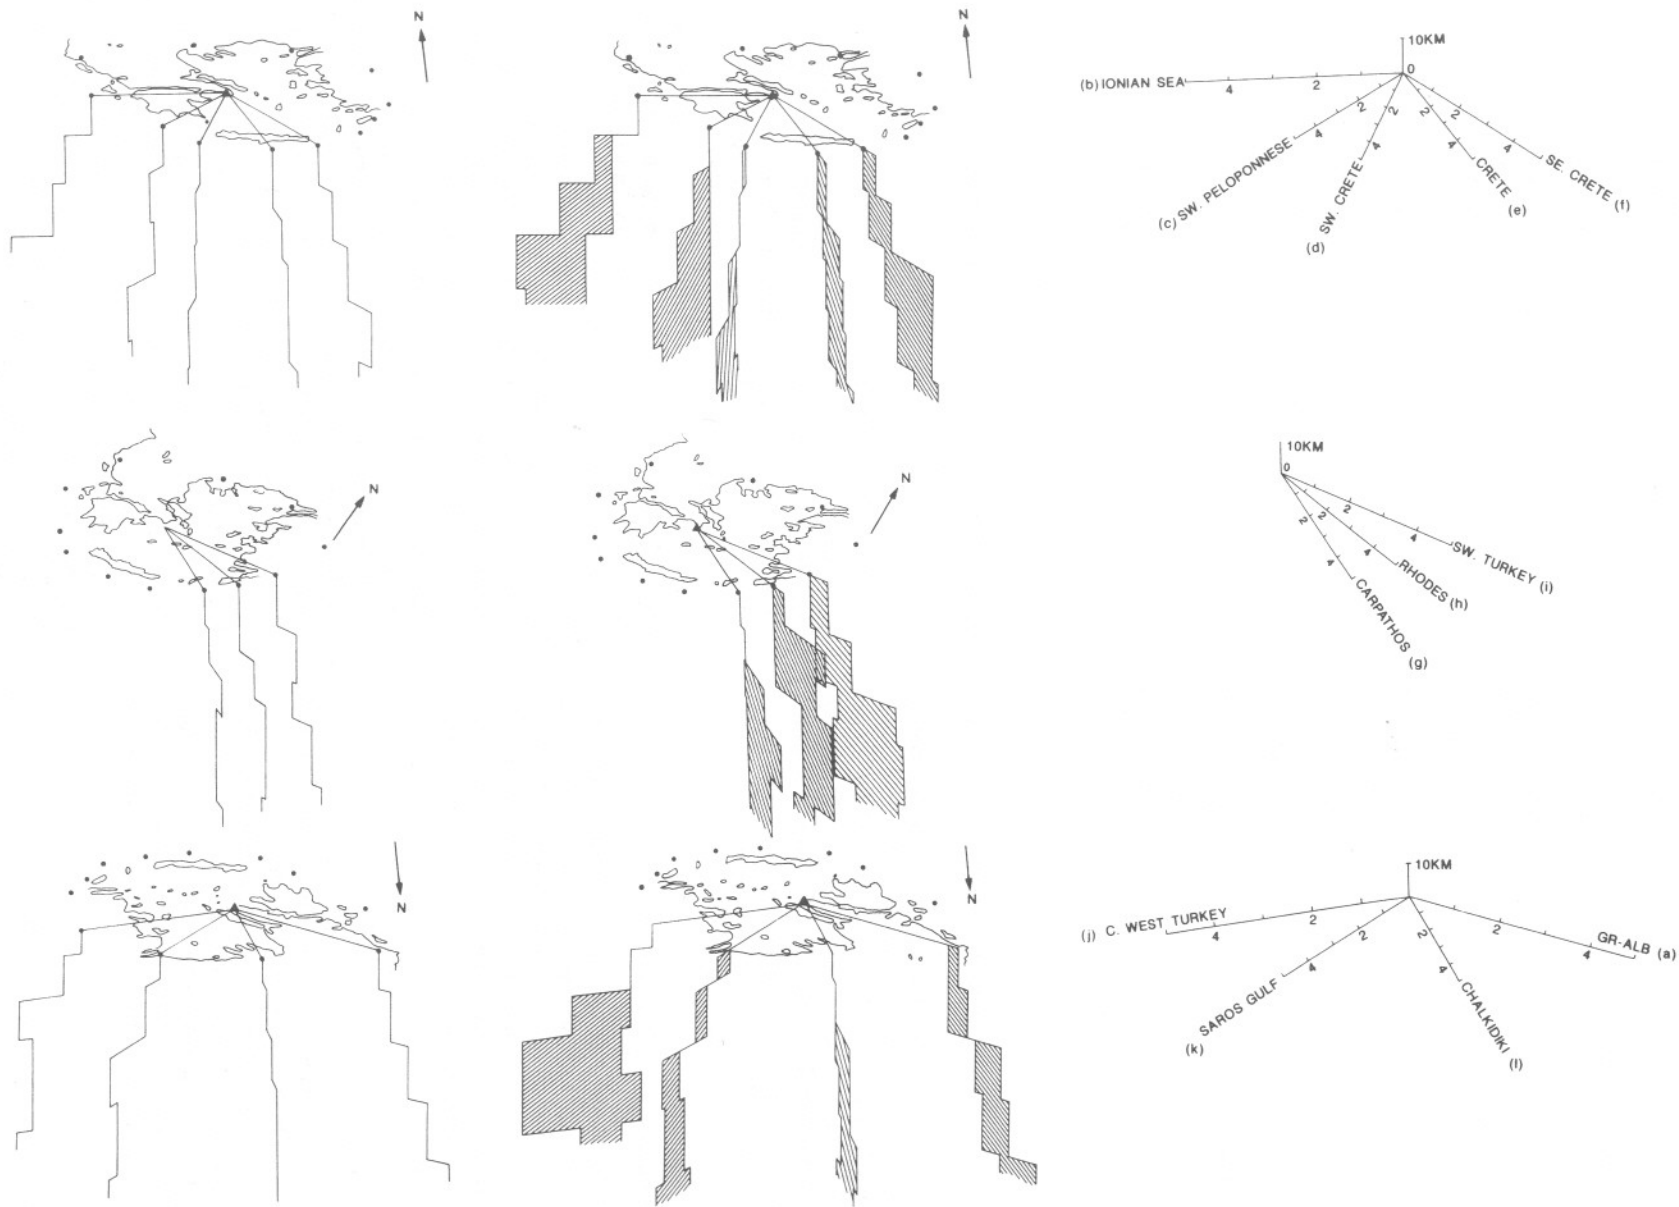 N
N
10KM
0
(b) IONIAN SEA 4 2
2 4 (c) SW. PELOPONNESE
2 4 SW. CRETE (d)
2 4 CRETE (e)
2 4 SE. CRETE (f)
N
N
10KM
0
2 4 SW. TURKEY (i)
2 4 RHODES (h)
2 4 CARPATHOS (g)
N
N
10KM
(j) C. WEST TURKEY 4 2
2 4 GR-ALB (a)
2 4 SAROS GULF (k)
2 4 CHALKIDIKI (l)